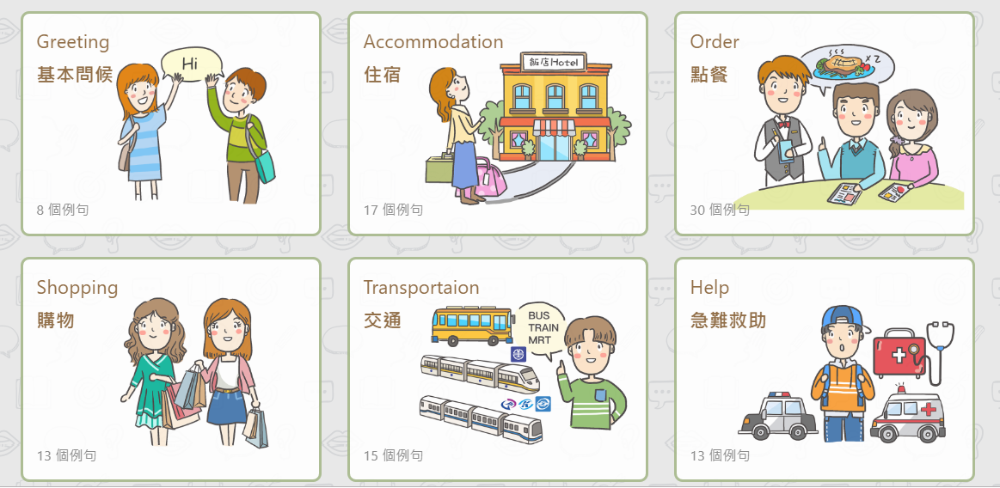 Greeting
基本問候
Hi
8 個例句
Accommodation
住宿
飯店Hotel
17 個例句
Order
點餐
30 個例句
Shopping
購物
13 個例句
Transportaion
交通
BUS
TRAIN
MRT
15 個例句
Help
急難救助
13 個例句